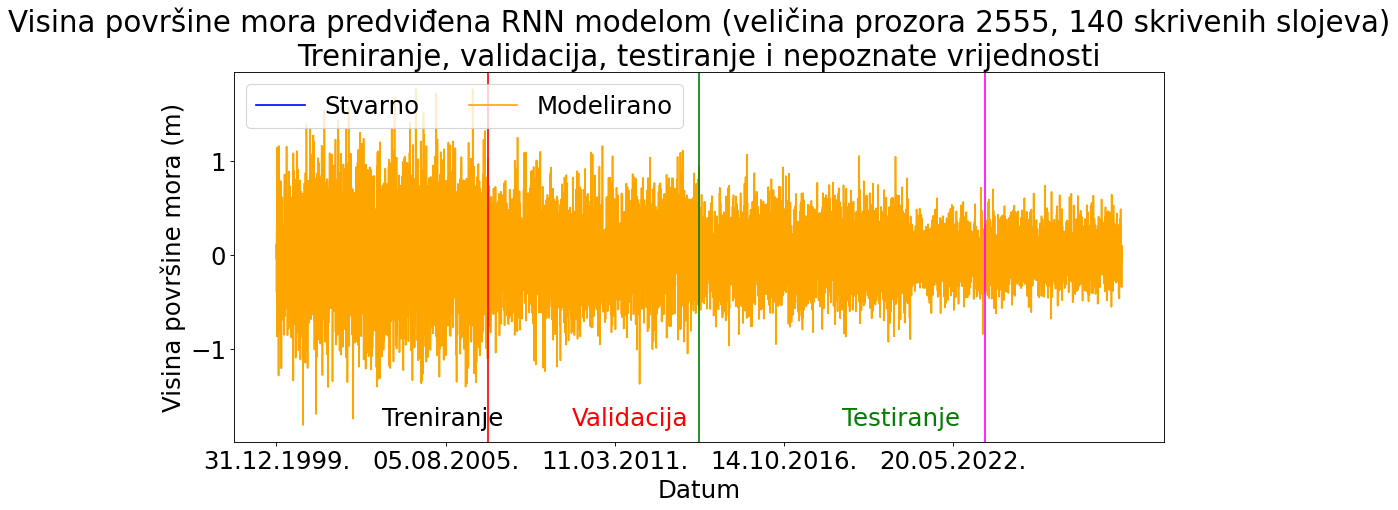 Visina površine mora predviđena RNN modelom (veličina prozora 2555, 140 skrivenih slojeva)
Treniranje, validacija, testiranje i nepoznate vrijednosti
Stvarno Modelirano
Visina površine mora (m)
1
0
−1
Treniranje Validacija Testiranje
31.12.1999. 05.08.2005. 11.03.2011. 14.10.2016. 20.05.2022.
Datum